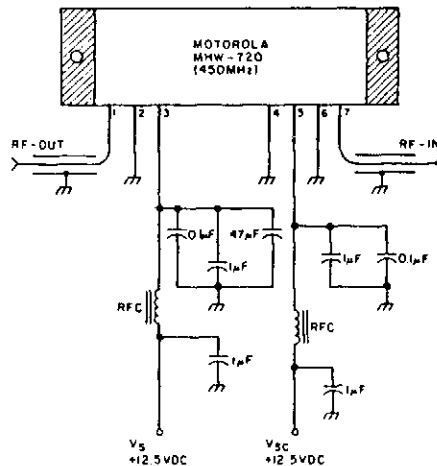 MOTOROLA
MHW-720
(450MHz)
1 2 3 4 5 6 7
RF-OUT
RF-IN
0.1µF
47µF
1µF
1µF
0.1µF
RFC
RFC
1µF
1µF
VS
+12.5VDC
VSC
+12.5VDC